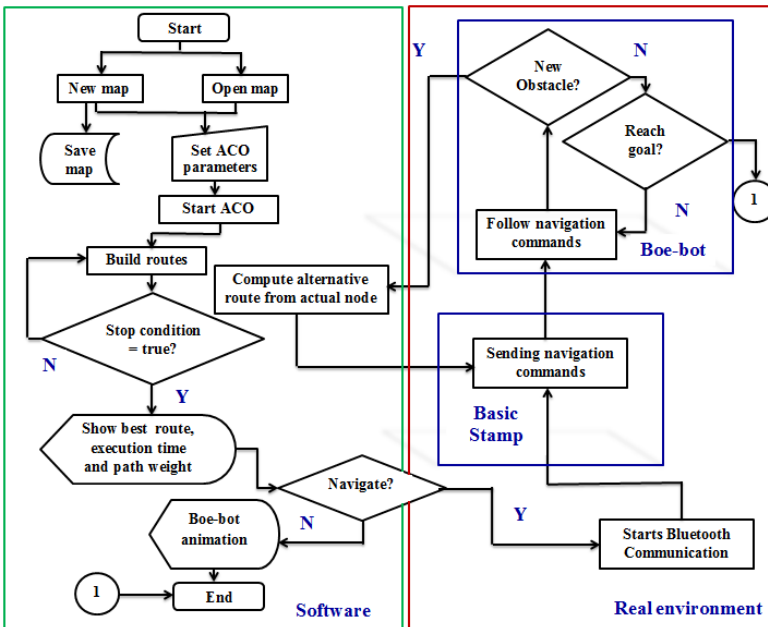 Start
New map
Open map
Save
map
Set ACO
parameters
Start ACO
Build routes
Stop condition
= true?
N
Y
Show best route,
execution time
and path weight
Navigate?
N
Y
Boe-bot
animation
1
End
Software
Compute alternative
route from actual node
Y
New
Obstacle?
N
Reach
goal?
N
1
Follow navigation
commands
Boe-bot
Sending navigation
commands
Basic
Stamp
Starts Bluetooth
Communication
Real environment